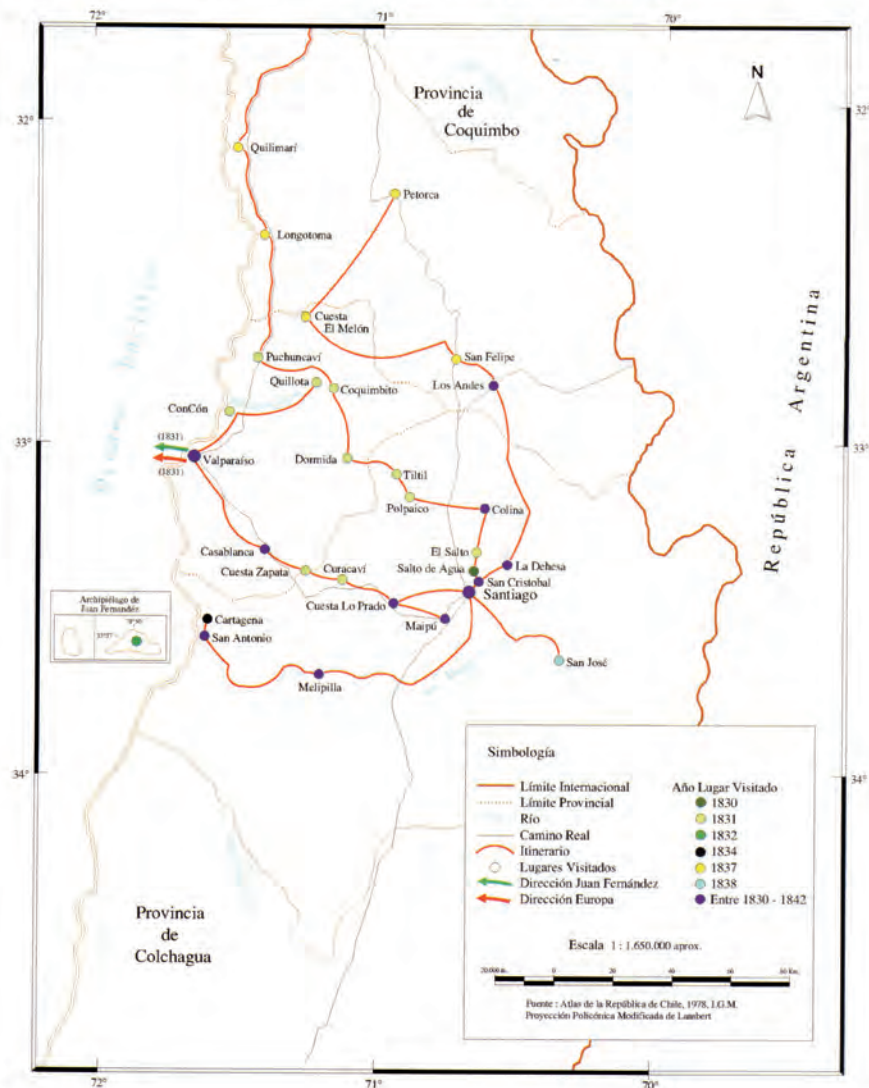 72°
71°
70°
N
Provincia
de
Coquimbo
32°
32°
Quilimarí
Petorca
Longotoma
Cuesta
El Melón
Puchuncaví
San Felipe
Quillota
Coquimbito
Los Andes
ConCón
República Argentina
33°
33°
(1831)
Valparaíso
(1831)
Dormida
Tiltil
Polpaico
Colina
Casablanca
El Salto
Cuesta Zapata
Curacaví
Salto de Agua
La Dehesa
San Cristobal
Santiago
Archipiélago de
Juan Fernández
Cuesta Lo Prado
Cartagena
Maipú
San Antonio
San José
Melipilla
34°
34°
Simbología
Límite Internacional
Límite Provincial
Río
Camino Real
Itinerario
Lugares Visitados
Dirección Juan Fernández
Dirección Europa
Año Lugar Visitado
1830
1831
1832
1834
1837
1838
Entre 1830 - 1842
Provincia
de
Colchagua
Escala 1 : 1.650.000 aprox.
0 20 40 60 80 Km.
Fuente : Atlas de la República de Chile, 1978, I.G.M.
Proyección Policónica Modificada de Lambert
72°
71°
70°